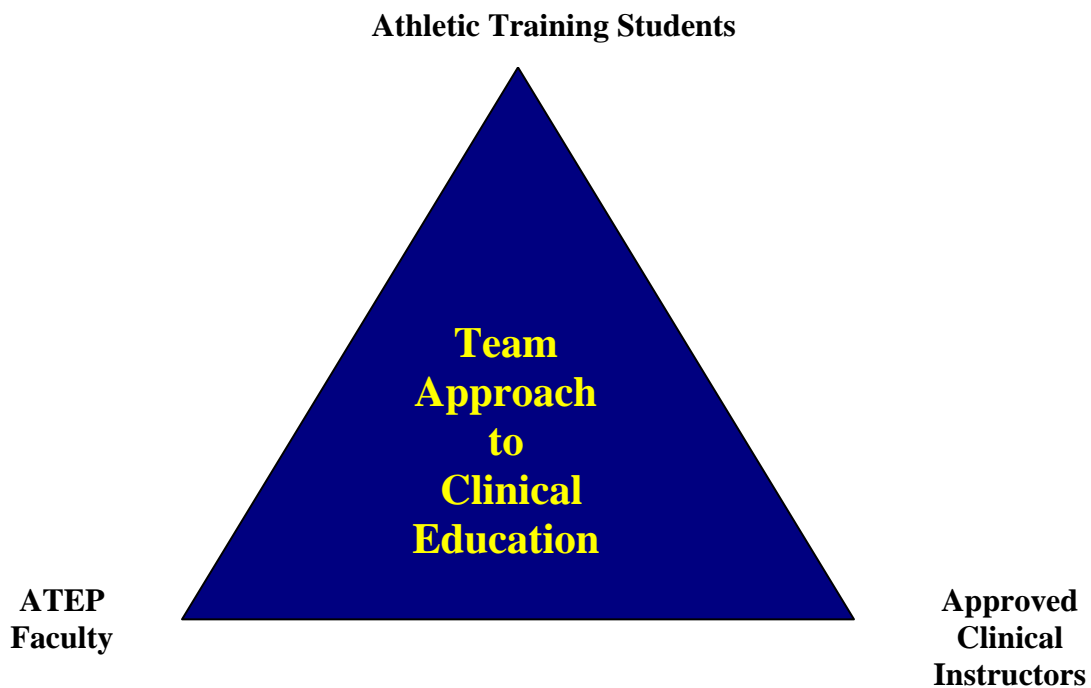 Athletic Training Students
Team
Approach
to
Clinical
Education
ATEP
Faculty
Approved
Clinical
Instructors